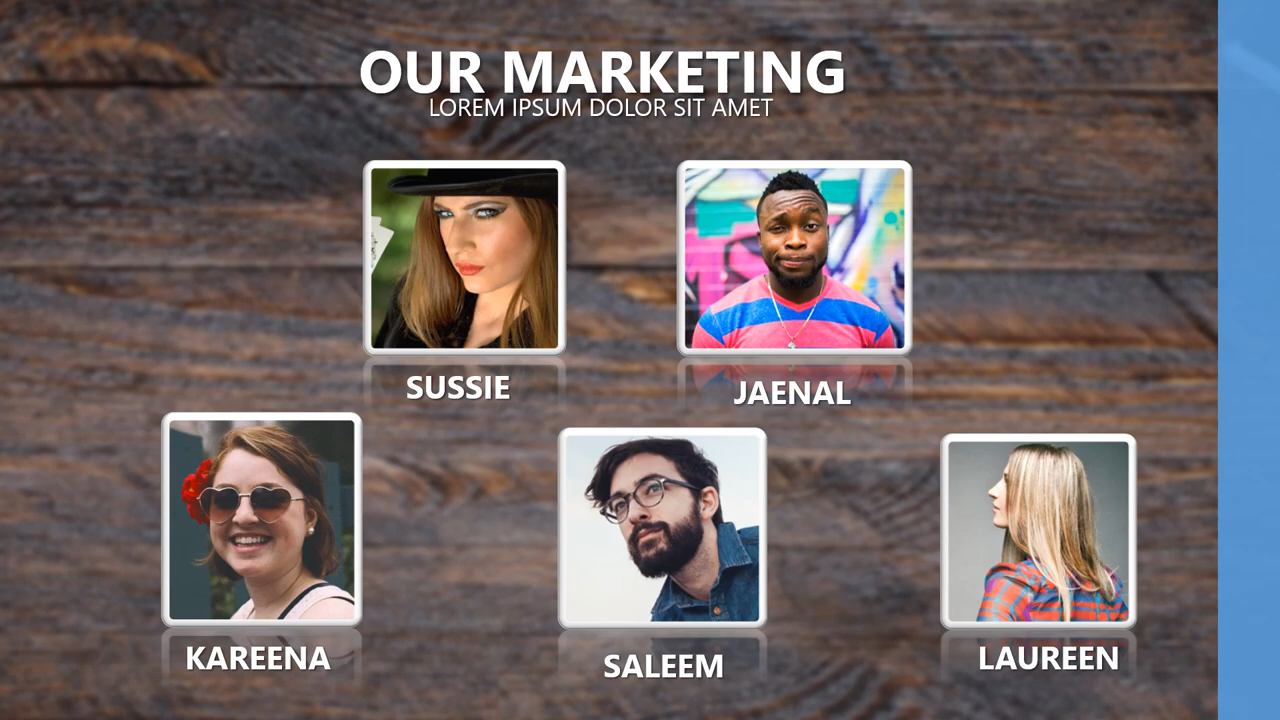 OUR MARKETING
LOREM IPSUM DOLOR SIT AMET
SUSSIE
JAENAL
KAREENA
SALEEM
LAUREEN